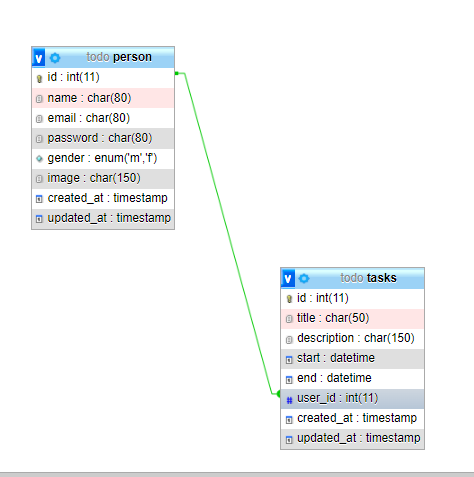 todo person
id : int(11)
name : char(80)
email : char(80)
password : char(80)
gender : enum('m','f')
image : char(150)
created_at : timestamp
updated_at : timestamp
todo tasks
id : int(11)
title : char(50)
description : char(150)
start : datetime
end : datetime
user_id : int(11)
created_at : timestamp
updated_at : timestamp